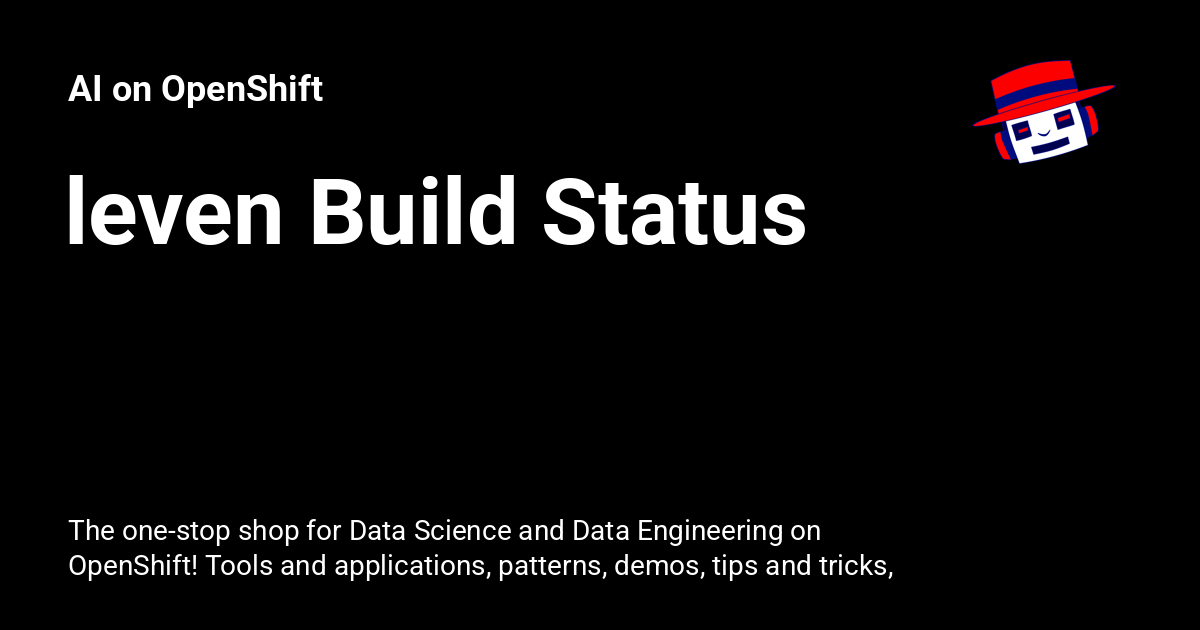 AI on OpenShift
leven Build Status
The one-stop shop for Data Science and Data Engineering on
OpenShift! Tools and applications, patterns, demos, tips and tricks,